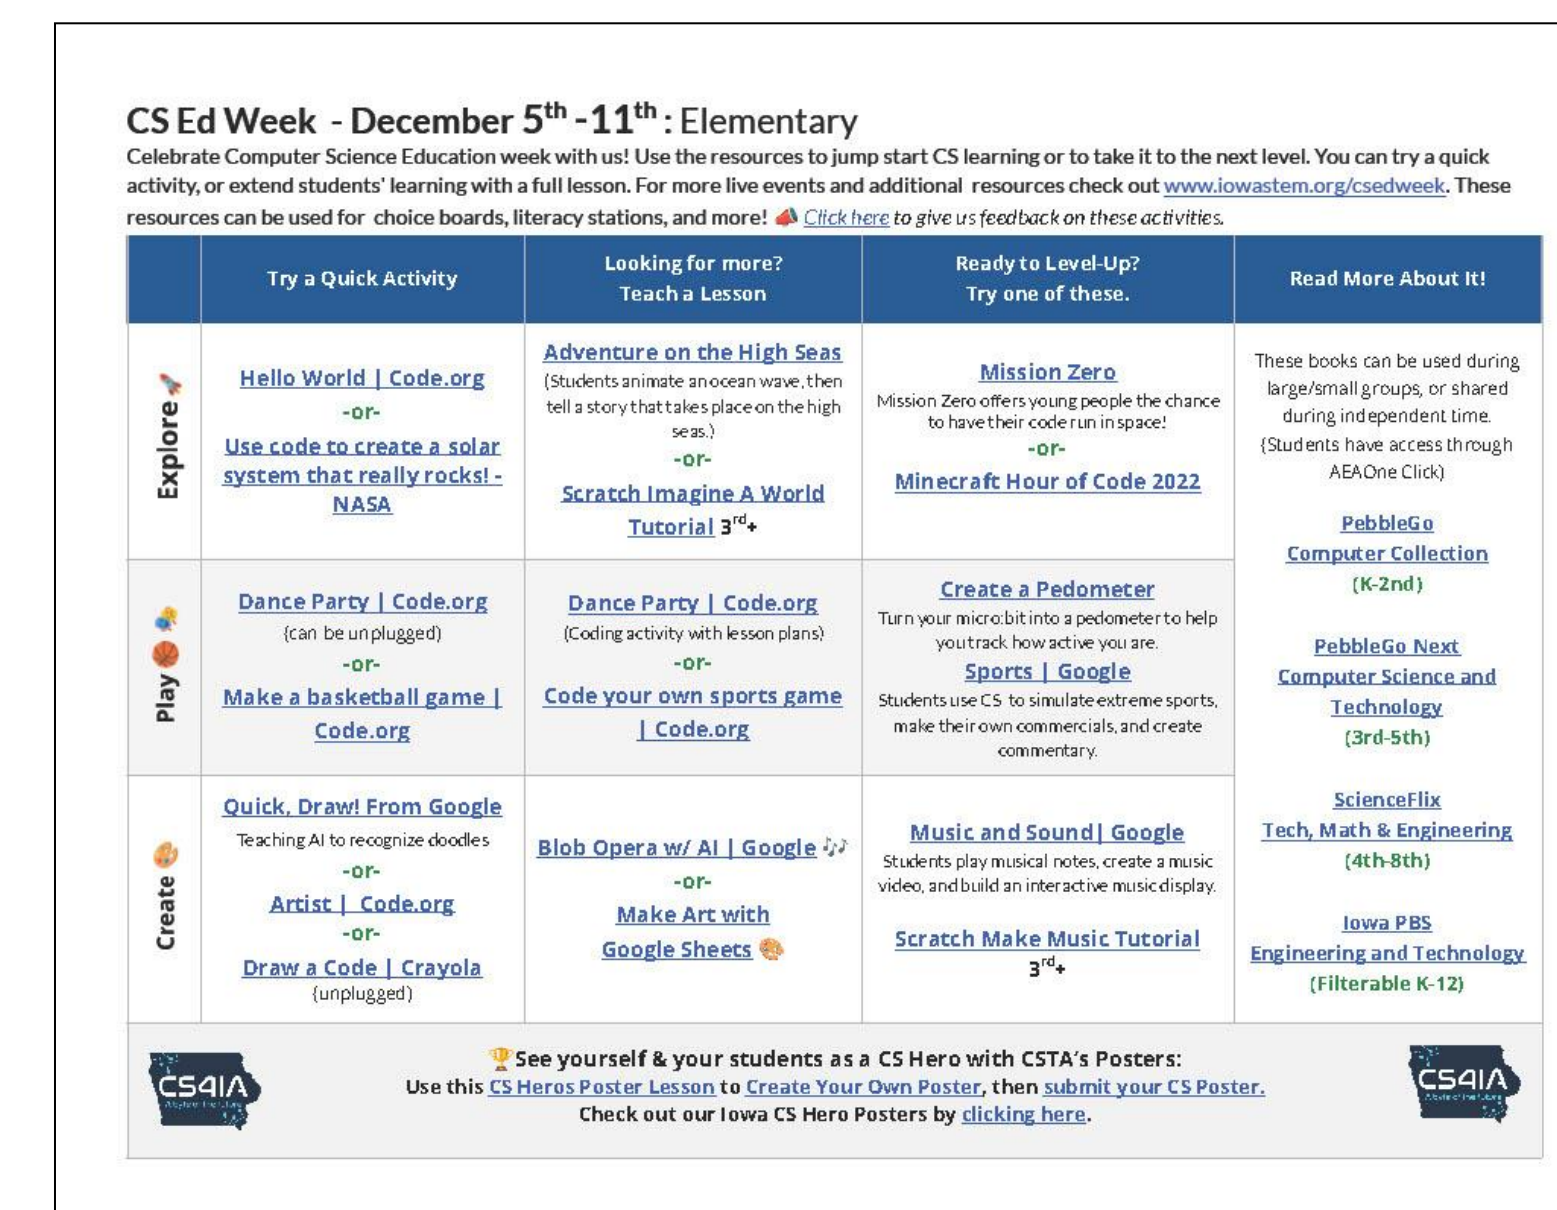 CS Ed Week - December 5th -11th : Elementary
Celebrate Computer Science Education week with us! Use the resources to jump start CS learning or to take it to the next level. You can try a quick
activity, or extend students' learning with a full lesson. For more live events and additional resources check out www.iowastem.org/csedweek. These
resources can be used for choice boards, literacy stations, and more! 📣 Click here to give us feedback on these activities.
Try a Quick Activity
Looking for more?
Teach a Lesson
Ready to Level-Up?
Try one of these.
Read More About It!
Explore 🚀
Hello World | Code.org
-or-
Use code to create a solar
system that really rocks! -
NASA
Adventure on the High Seas
(Students animate an ocean wave, then
tell a story that takes place on the high
seas.)
-or-
Scratch Imagine A World
Tutorial 3rd+
Mission Zero
Mission Zero offers young people the chance
to have their code run in space!
-or-
Minecraft Hour of Code 2022
These books can be used during
large/small groups, or shared
during independent time.
(Students have access through
AEAOne Click)
PebbleGo
Computer Collection
(K-2nd)
PebbleGo Next
Computer Science and
Technology
(3rd-5th)
ScienceFlix
Tech, Math & Engineering
(4th-8th)
Iowa PBS
Engineering and Technology
(Filterable K-12)
Play 🏀
Dance Party | Code.org
(can be unplugged)
-or-
Make a basketball game |
Code.org
Dance Party | Code.org
(Coding activity with lesson plans)
-or-
Code your own sports game
| Code.org
Create a Pedometer
Turn your micro:bit into a pedometer to help
you track how active you are.
Sports | Google
Students use CS to simulate extreme sports,
make their own commercials, and create
commentary.
Create 🎨
Quick, Draw! From Google
Teaching AI to recognize doodles
-or-
Artist | Code.org
-or-
Draw a Code | Crayola
(unplugged)
Blob Opera w/ AI | Google 🎶
-or-
Make Art with
Google Sheets 🎨
Music and Sound| Google
Students play musical notes, create a music
video, and build an interactive music display.
Scratch Make Music Tutorial
3rd+
🏆See yourself & your students as a CS Hero with CSTA's Posters:
Use this CS Heros Poster Lesson to Create Your Own Poster, then submit your CS Poster.
Check out our Iowa CS Hero Posters by clicking here.
CS4IA
CS4IA